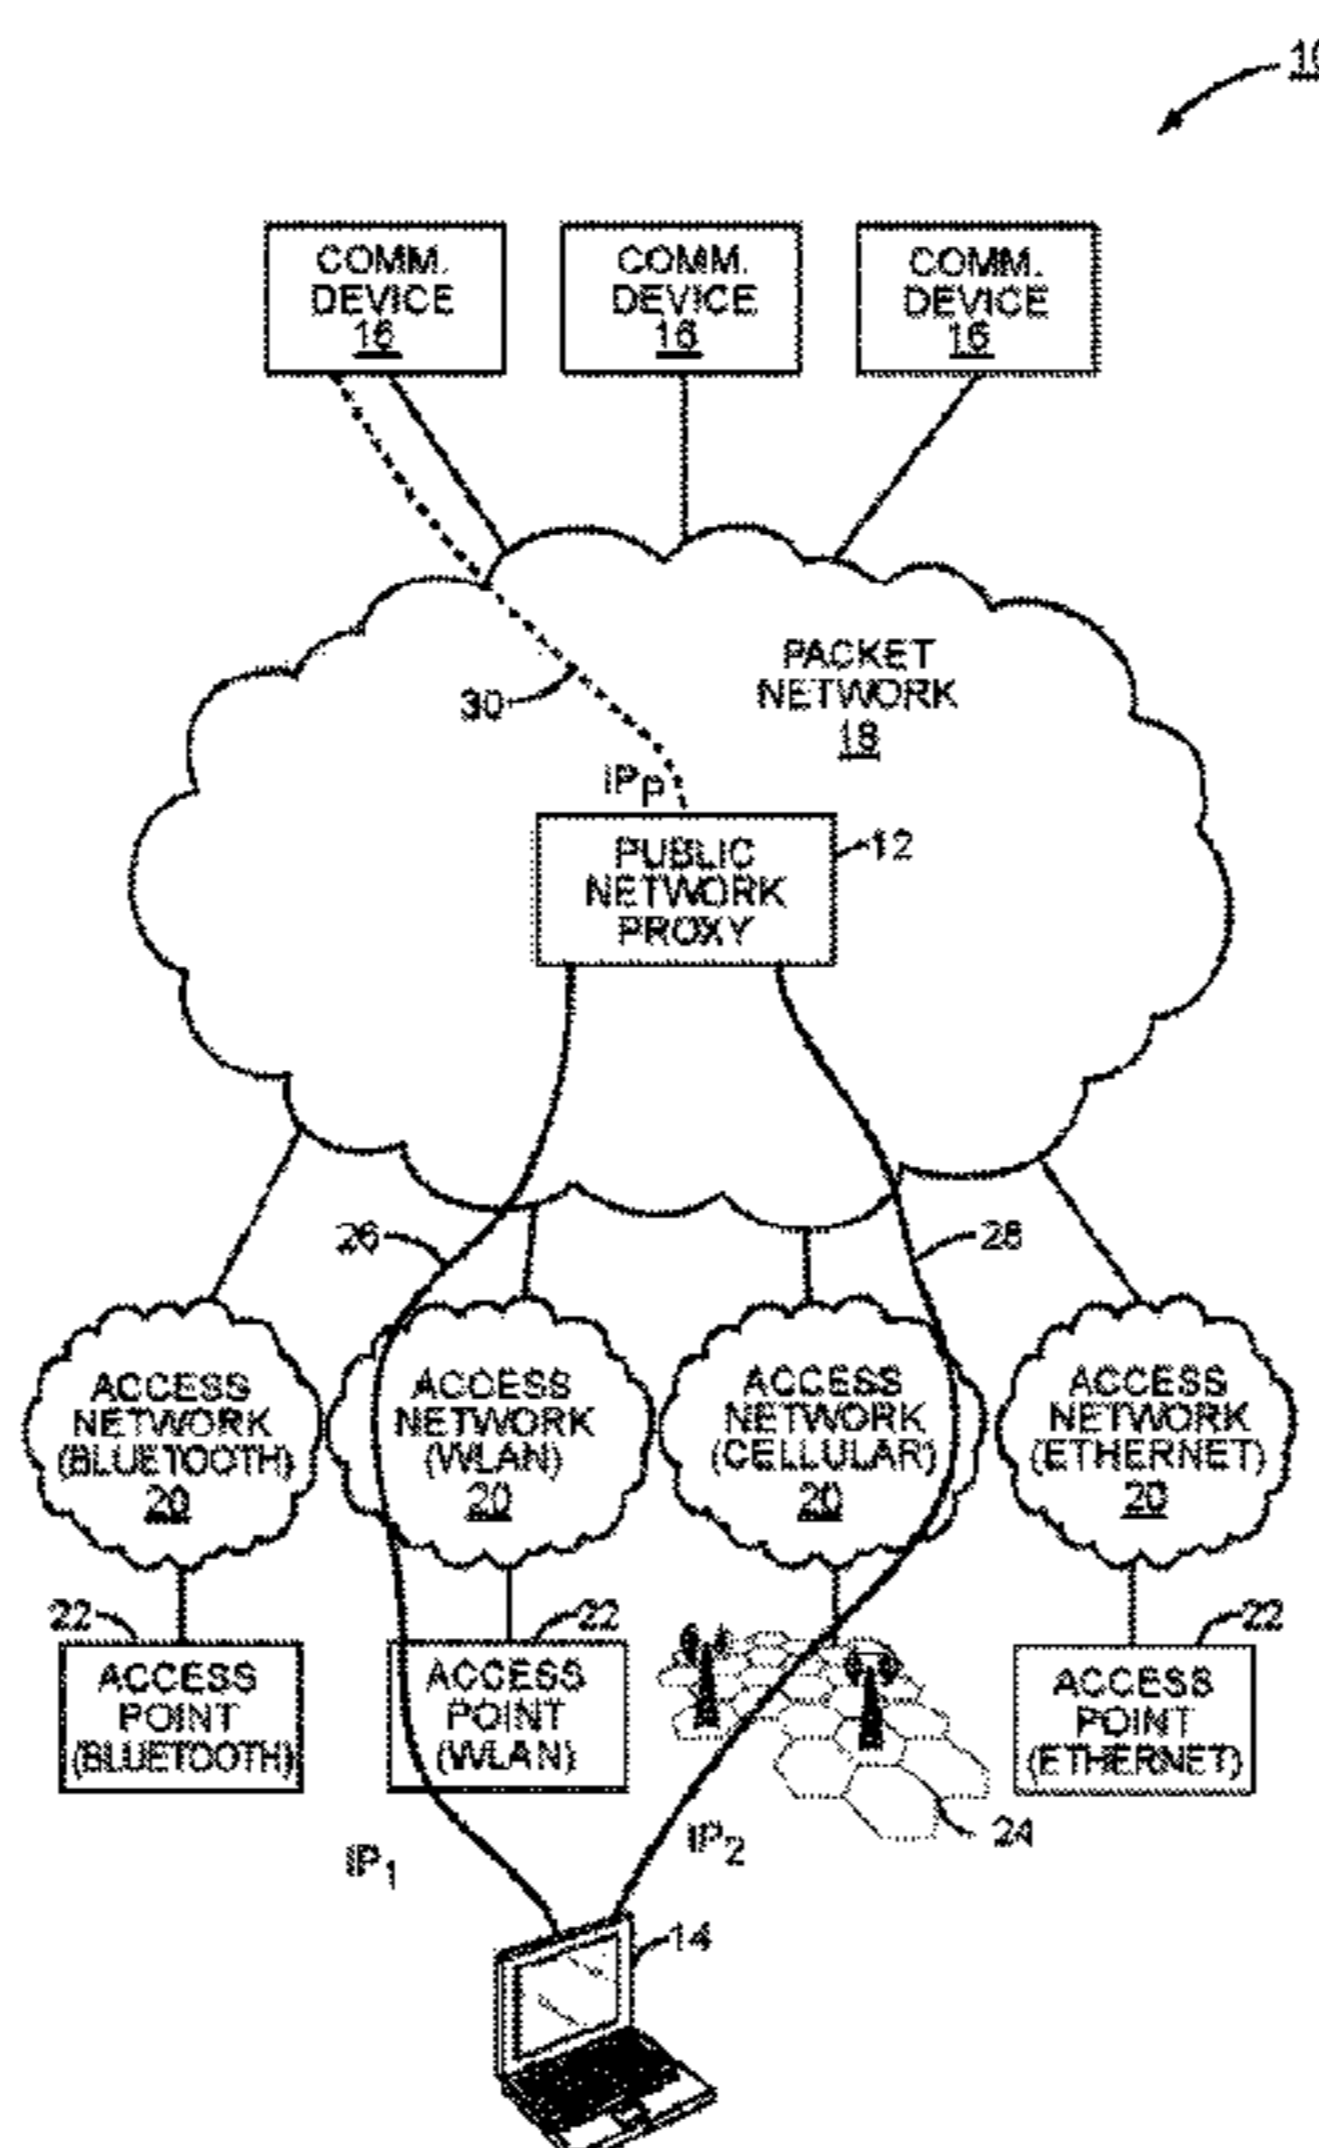 10
COMM.
DEVICE
16
COMM.
DEVICE
16
COMM.
DEVICE
16
PACKET
NETWORK
18
30
IPP
PUBLIC
NETWORK
PROXY
12
26
28
ACCESS
NETWORK
(BLUETOOTH)
20
ACCESS
NETWORK
(WLAN)
20
ACCESS
NETWORK
(CELLULAR)
20
ACCESS
NETWORK
(ETHERNET)
20
22
22
22
ACCESS
POINT
(BLUETOOTH)
ACCESS
POINT
(WLAN)
ACCESS
POINT
(ETHERNET)
24
IP1
IP2
14